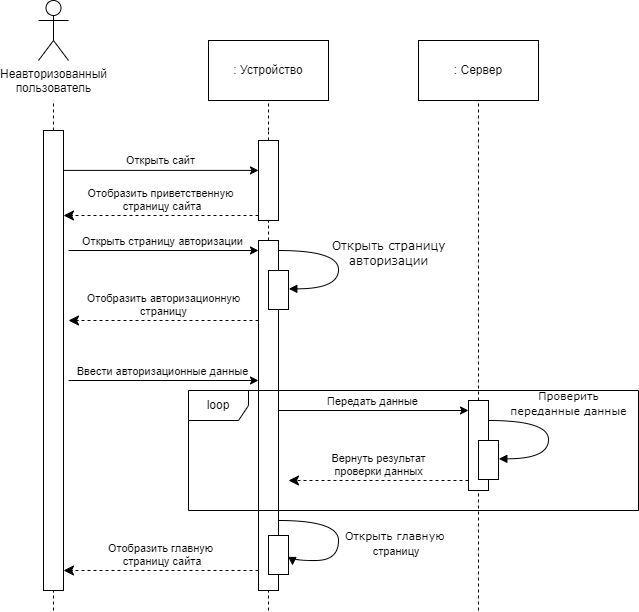 Неавторизованный
пользователь
: Устройство
: Сервер
Открыть сайт
Отобразить приветственную
страницу сайта
Открыть страницу авторизации
Открыть страницу
авторизации
Отобразить авторизационную
страницу
Ввести авторизационные данные
loop
Передать данные
Проверить
переданные данные
Вернуть результат
проверки данных
Открыть главную
страницу
Отобразить главную
страницу сайта